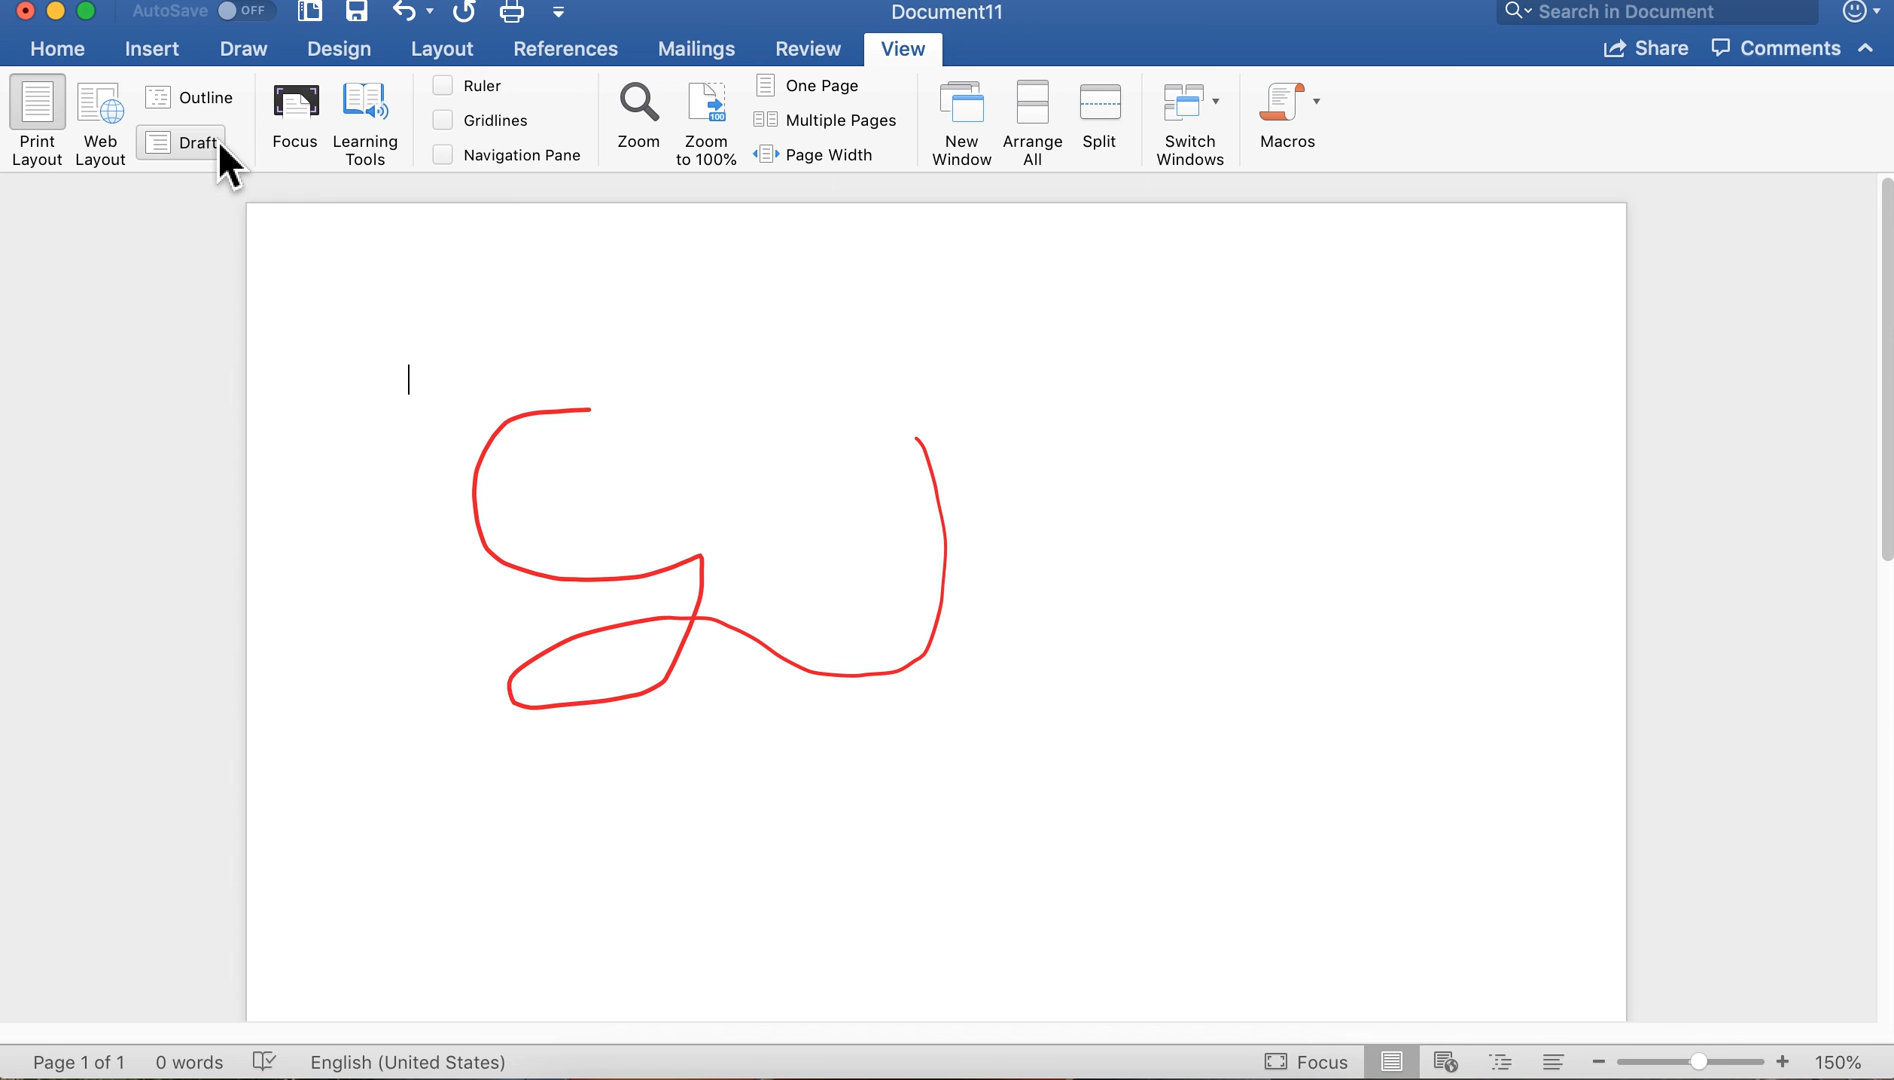 AutoSave OFF Document11 Search in Document
Home Insert Draw Design Layout References Mailings Review View Share Comments
Print Layout
Web Layout
Outline
Draft
Focus
Learning Tools
Ruler
Gridlines
Navigation Pane
Zoom
Zoom to 100%
100
One Page
Multiple Pages
Page Width
New Window
Arrange All
Split
Switch Windows
Macros
Page 1 of 1 0 words English (United States) Focus 150%